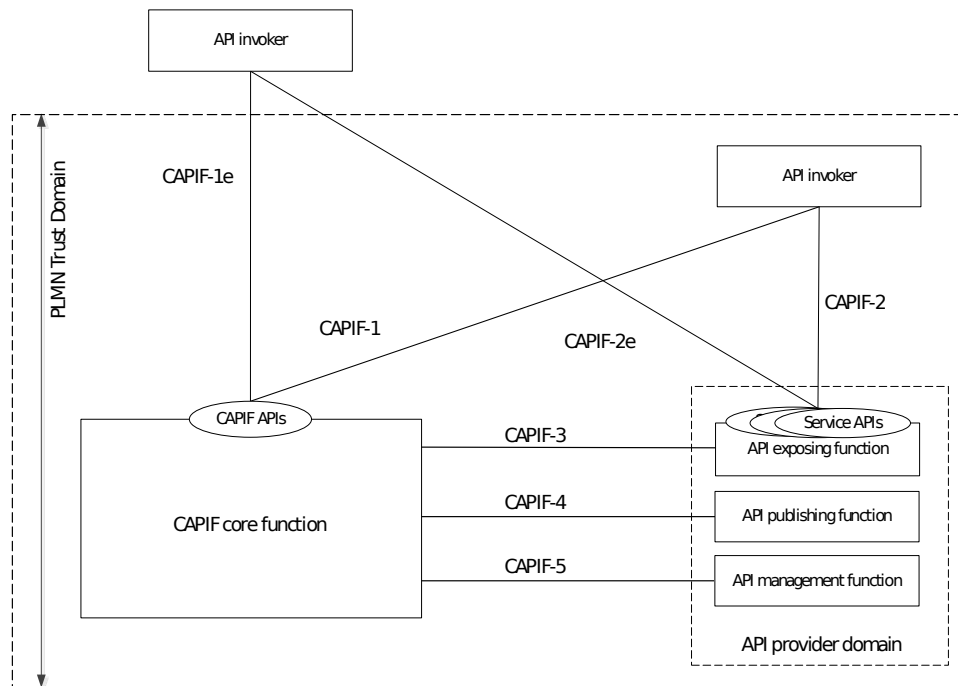 API invoker
CAPIF-1e
API invoker
PLMN Trust Domain
CAPIF-2
CAPIF-1
CAPIF-2e
CAPIF APIs
Service APIs
CAPIF-3
API exposing function
CAPIF-4
API publishing function
CAPIF core function
CAPIF-5
API management function
API provider domain